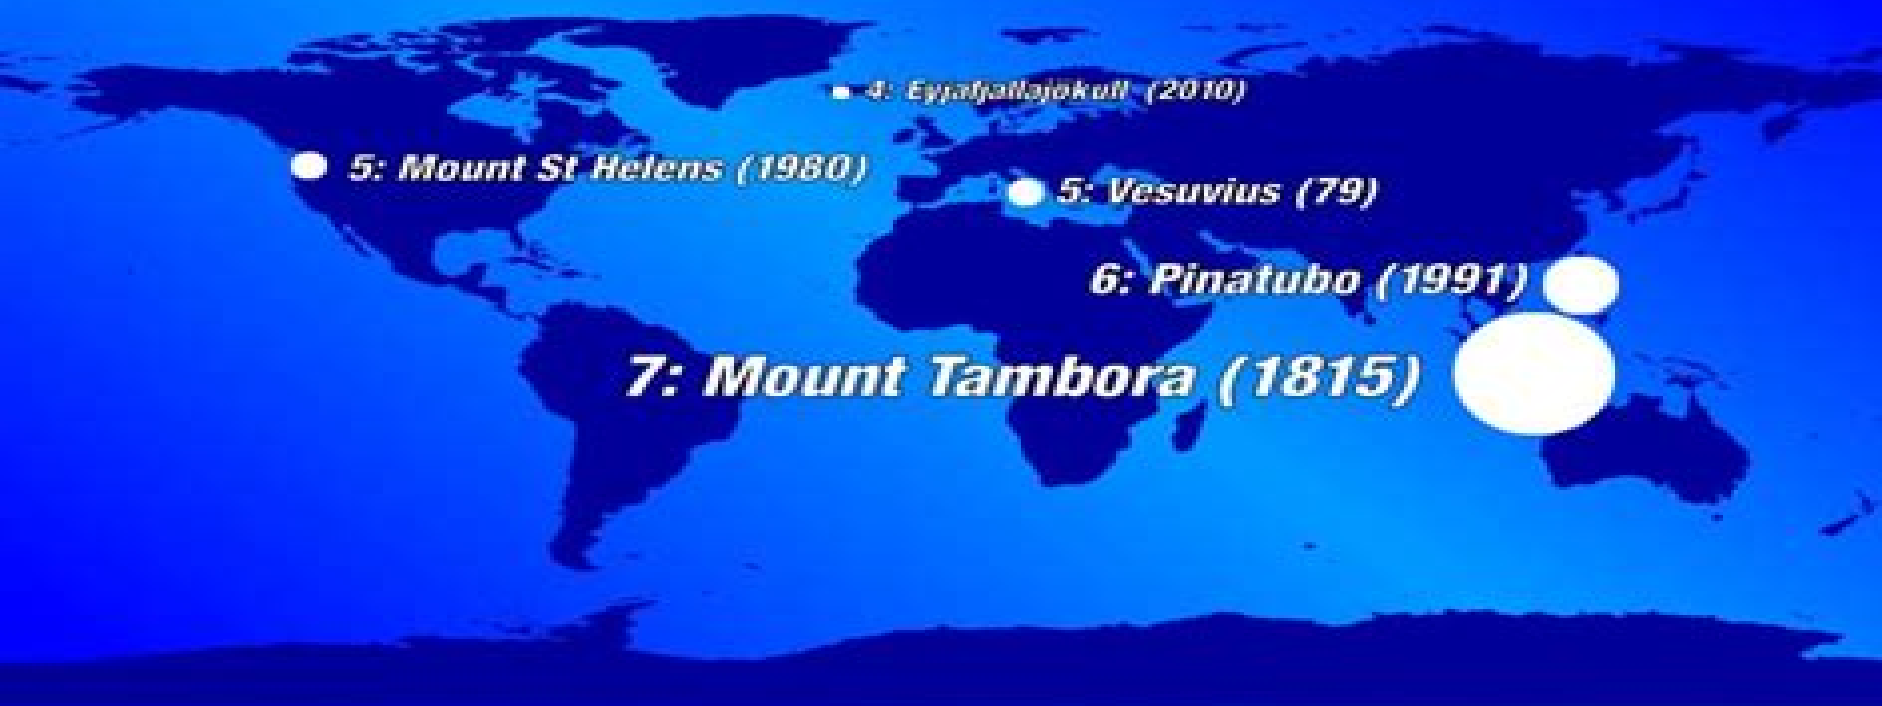 4: Eyjafjallajökull (2010)
5: Mount St Helens (1980)
5: Vesuvius (79)
6: Pinatubo (1991)
7: Mount Tambora (1815)